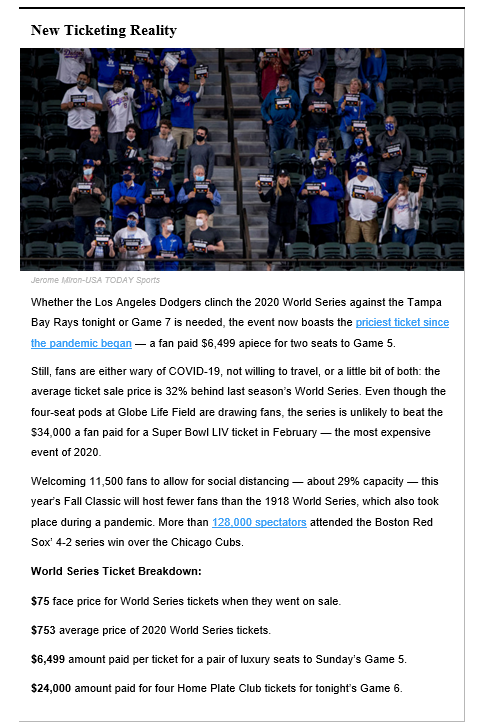 New Ticketing Reality
Jerome Miron-USA TODAY Sports
Whether the Los Angeles Dodgers clinch the 2020 World Series against the Tampa
Bay Rays tonight or Game 7 is needed, the event now boasts the priciest ticket since
the pandemic began — a fan paid $6,499 apiece for two seats to Game 5.
Still, fans are either wary of COVID-19, not willing to travel, or a little bit of both: the
average ticket sale price is 32% behind last season’s World Series. Even though the
four-seat pods at Globe Life Field are drawing fans, the series is unlikely to beat the
$34,000 a fan paid for a Super Bowl LIV ticket in February — the most expensive
event of 2020.
Welcoming 11,500 fans to allow for social distancing — about 29% capacity — this
year’s Fall Classic will host fewer fans than the 1918 World Series, which also took
place during a pandemic. More than 128,000 spectators attended the Boston Red
Sox’ 4-2 series win over the Chicago Cubs.
World Series Ticket Breakdown:
$75 face price for World Series tickets when they went on sale.
$753 average price of 2020 World Series tickets.
$6,499 amount paid per ticket for a pair of luxury seats to Sunday’s Game 5.
$24,000 amount paid for four Home Plate Club tickets for tonight’s Game 6.